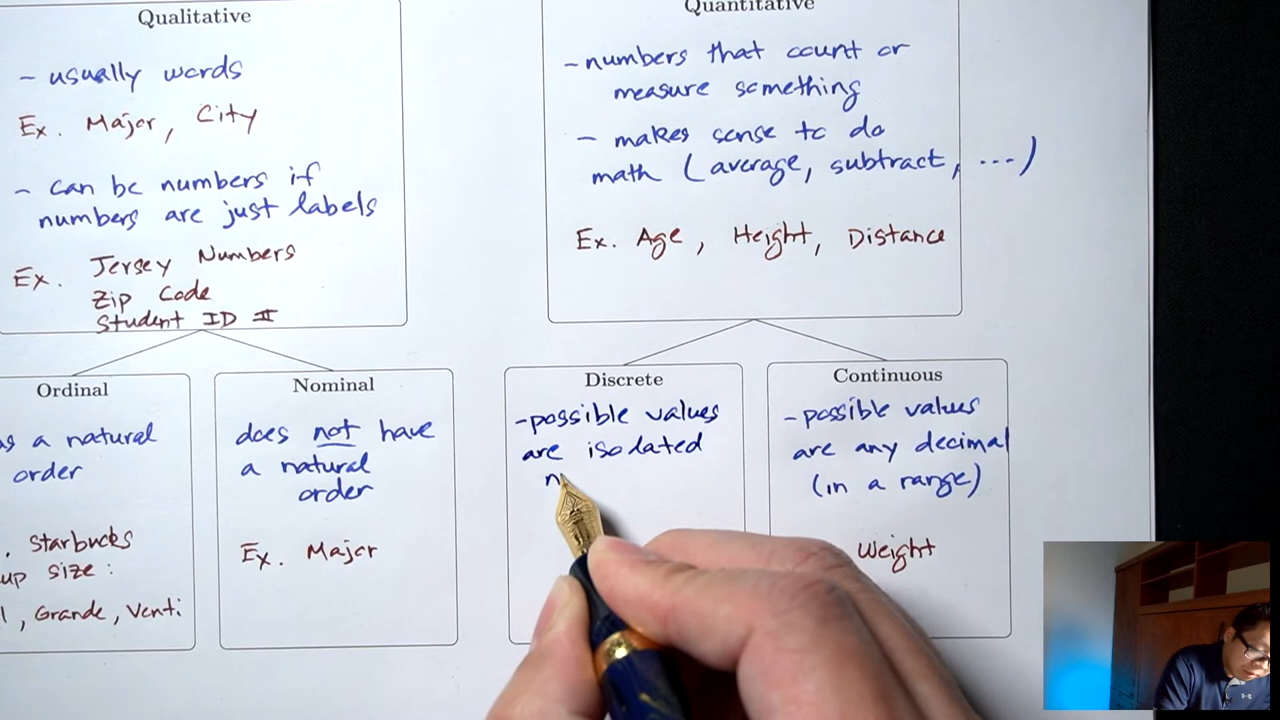 Qualitative
- usually words
Ex. Major, City
- can be numbers if
numbers are just labels
Ex. Jersey Numbers
Zip Code
Student ID #
Quantitative
- numbers that count or
measure something
- makes sense to do
math (average, subtract, ...)
Ex. Age, Height, Distance
Ordinal
a natural
order
. Starbucks
size:
, Grande, Venti
Nominal
does not have
a natural
order
Ex. Major
Discrete
- possible values
are isolated
n
Continuous
- possible values
are any decimal
(in a range)
Weight